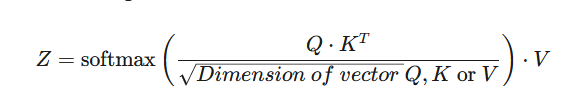 Z = softmax ( Q · K^T / √Dimension of vector Q, K or V ) · V